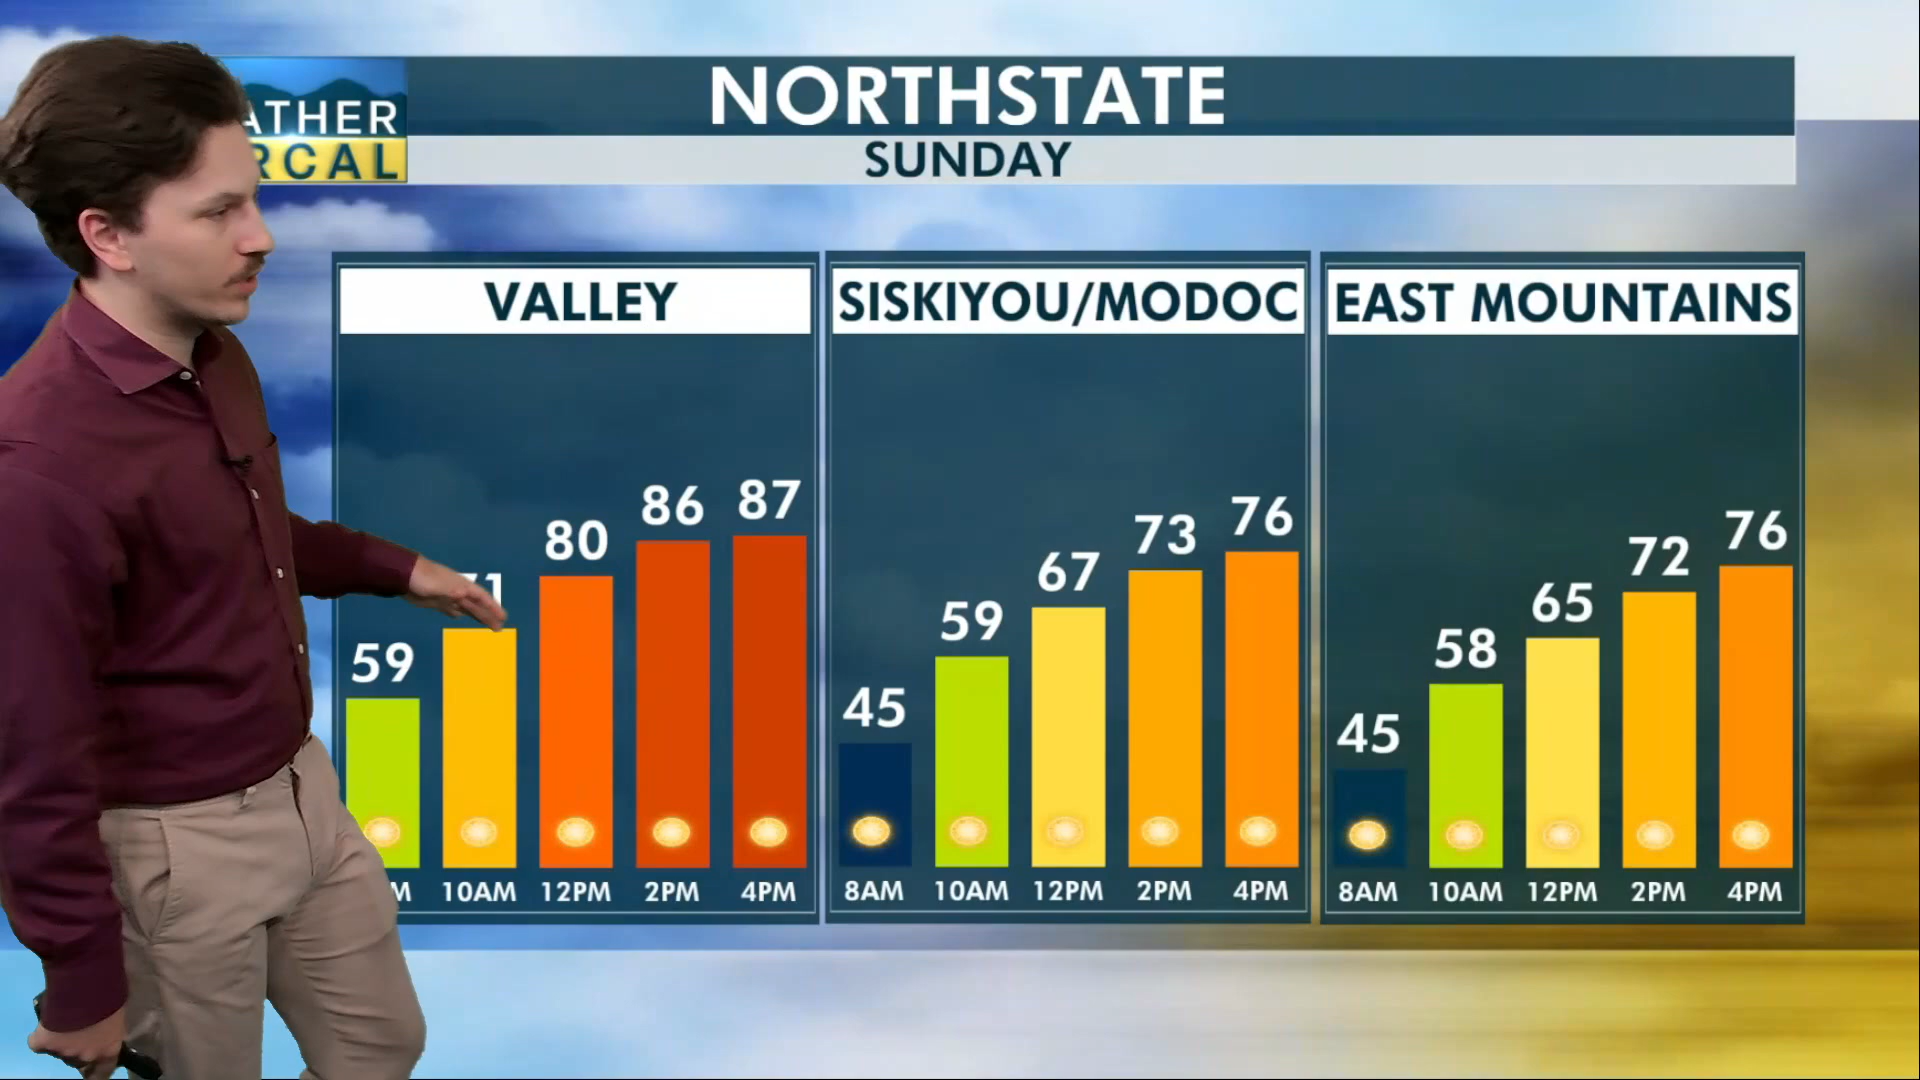 ATHER
RCAL
NORTHSTATE
SUNDAY
VALLEY
59
71
80
86
87
M
10AM
12PM
2PM
4PM
SISKIYOU/MODOC
45
59
67
73
76
8AM
10AM
12PM
2PM
4PM
EAST MOUNTAINS
45
58
65
72
76
8AM
10AM
12PM
2PM
4PM